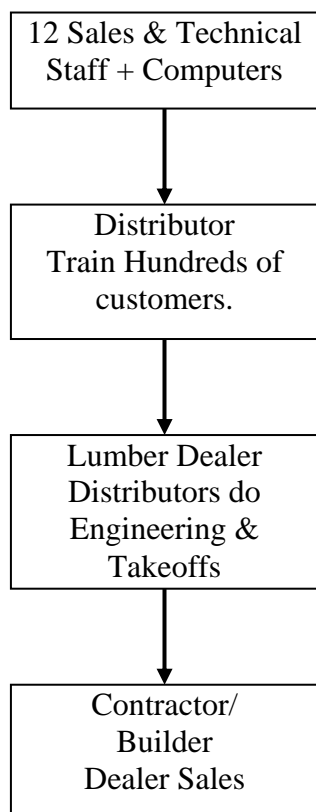 12 Sales & Technical
Staff + Computers
Distributor
Train Hundreds of
customers.
Lumber Dealer
Distributors do
Engineering &
Takeoffs
Contractor/
Builder
Dealer Sales